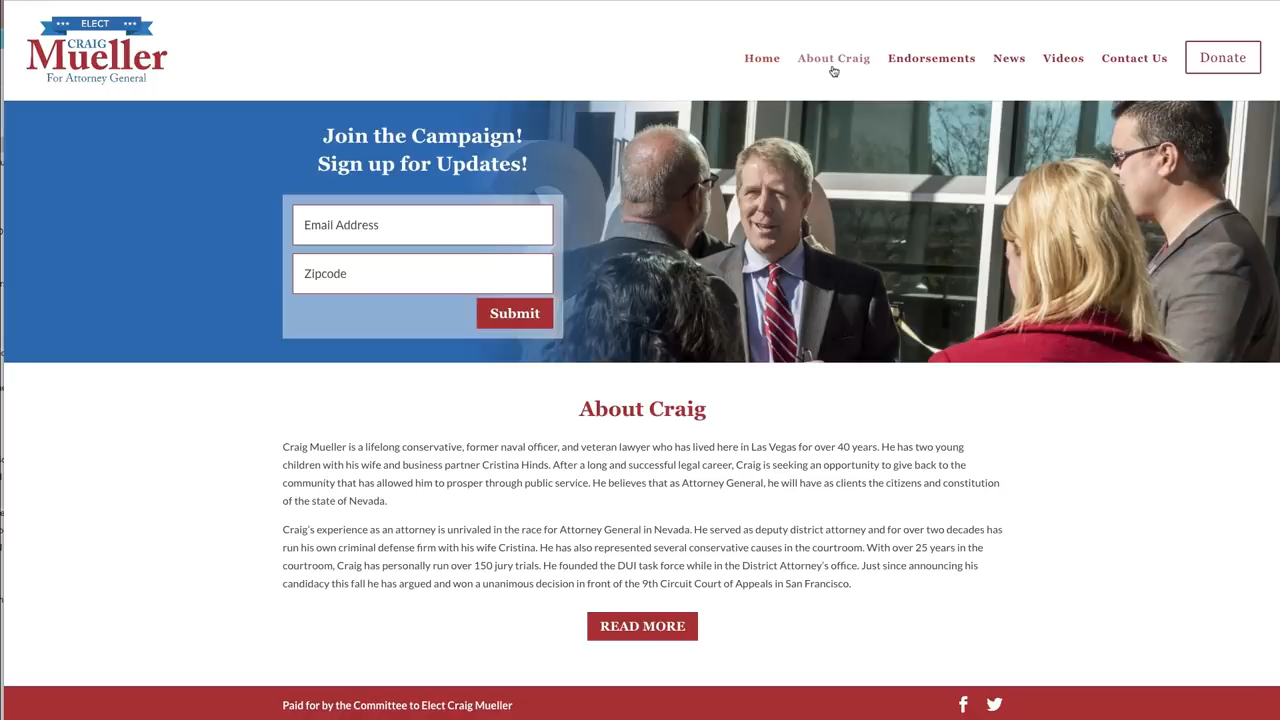 ELECT
CRAIG
Mueller
For Attorney General
Home About Craig Endorsements News Videos Contact Us Donate
Join the Campaign!
Sign up for Updates!
Email Address
Zipcode
Submit
About Craig
Craig Mueller is a lifelong conservative, former naval officer, and veteran lawyer who has lived here in Las Vegas for over 40 years. He has two young
children with his wife and business partner Cristina Hinds. After a long and successful legal career, Craig is seeking an opportunity to give back to the
community that has allowed him to prosper through public service. He believes that as Attorney General, he will have as clients the citizens and constitution
of the state of Nevada.
Craig's experience as an attorney is unrivaled in the race for Attorney General in Nevada. He served as deputy district attorney and for over two decades has
run his own criminal defense firm with his wife Cristina. He has also represented several conservative causes in the courtroom. With over 25 years in the
courtroom, Craig has personally run over 150 jury trials. He founded the DUI task force while in the District Attorney's office. Just since announcing his
candidacy this fall he has argued and won a unanimous decision in front of the 9th Circuit Court of Appeals in San Francisco.
READ MORE
Paid for by the Committee to Elect Craig Mueller